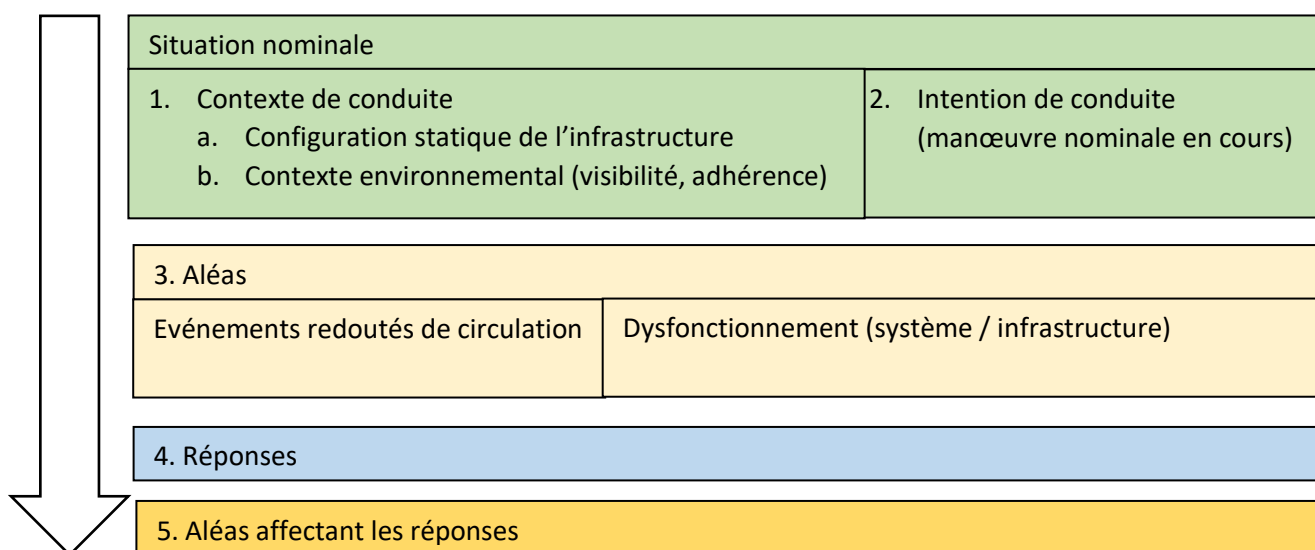 Situation nominale
1. Contexte de conduite
a. Configuration statique de l'infrastructure
b. Contexte environnemental (visibilité, adhérence)
2. Intention de conduite
(manœuvre nominale en cours)
3. Aléas
Evénements redoutés de circulation
Dysfonctionnement (système / infrastructure)
4. Réponses
5. Aléas affectant les réponses